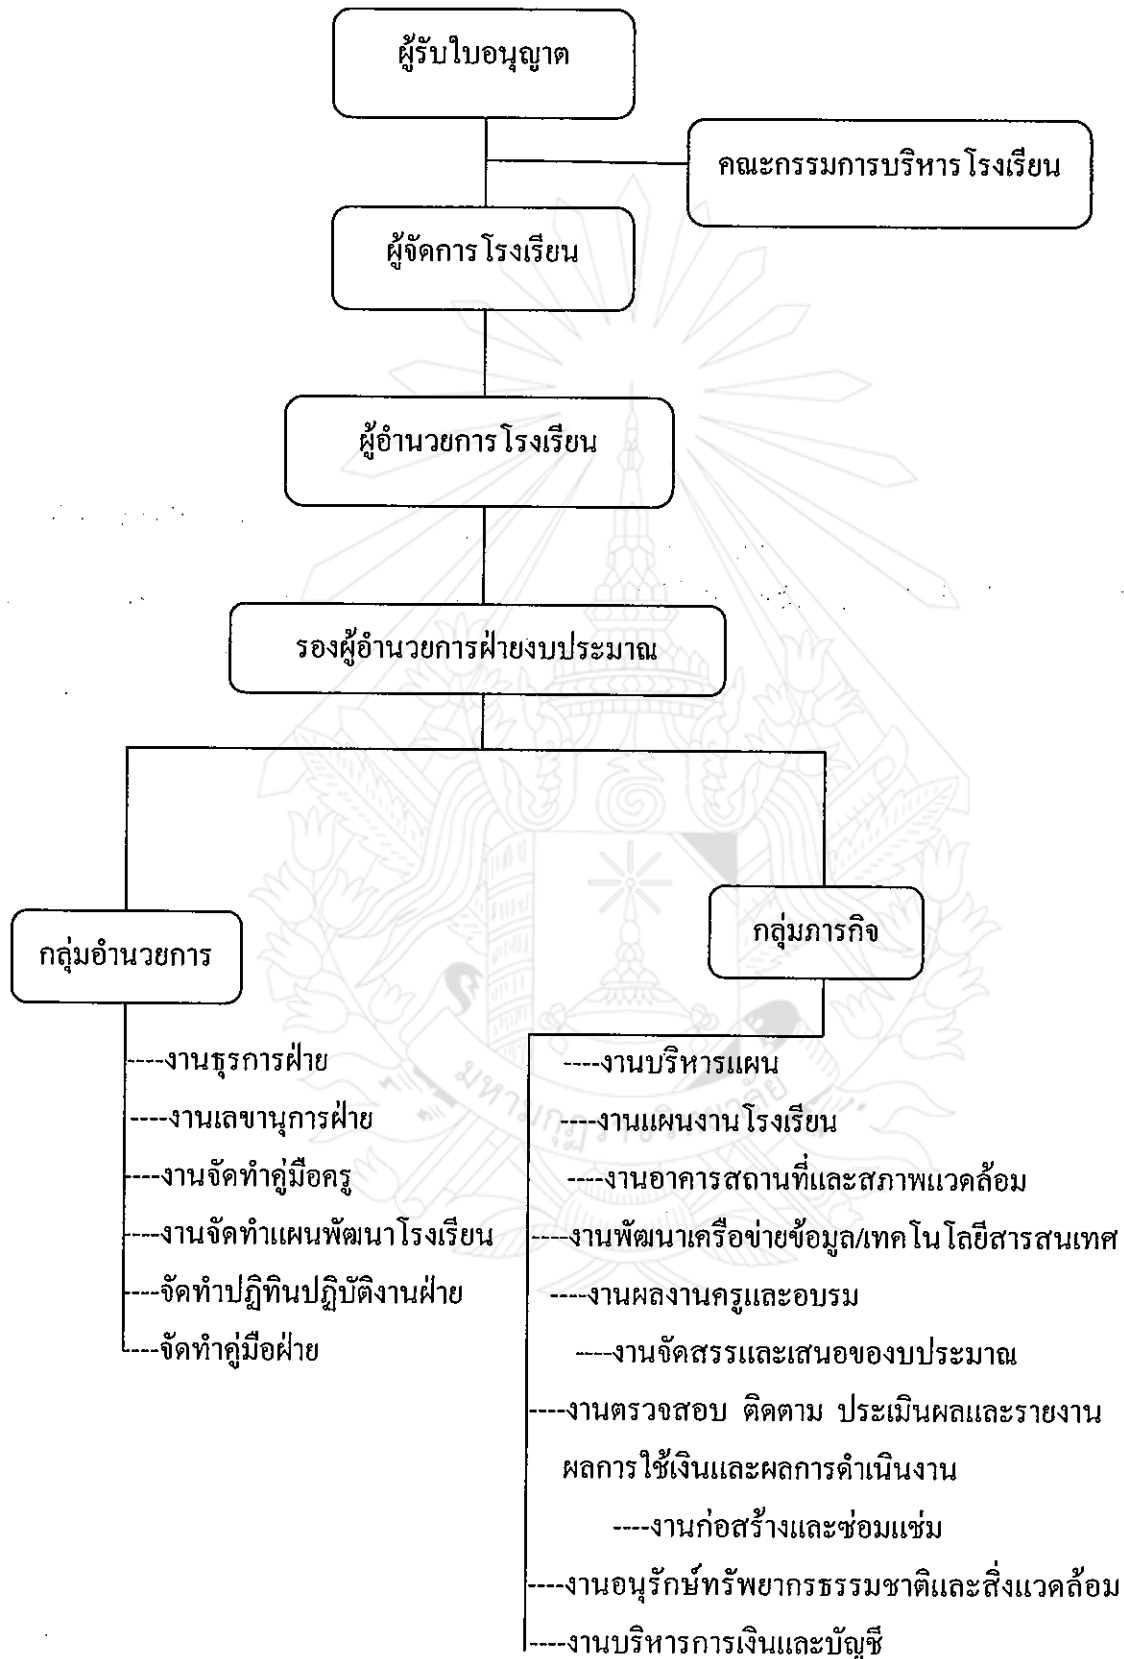 ผู้รับใบอนุญาต
คณะกรรมการบริหารโรงเรียน
ผู้จัดการโรงเรียน
ผู้อำนวยการโรงเรียน
รองผู้อำนวยการฝ่ายงบประมาณ
กลุ่มอำนวยการ
กลุ่มภารกิจ
----งานธุรการฝ่าย
----งานเลขานุการฝ่าย
----งานจัดทำคู่มือครู
----งานจัดทำแผนพัฒนาโรงเรียน
----จัดทำปฏิทินปฏิบัติงานฝ่าย
----จัดทำคู่มือฝ่าย
----งานบริหารแผน
----งานแผนงานโรงเรียน
----งานอาคารสถานที่และสภาพแวดล้อม
----งานพัฒนาเครือข่ายข้อมูล/เทคโนโลยีสารสนเทศ
----งานผลงานครูและอบรม
----งานจัดสรรและเสนอของบประมาณ
----งานตรวจสอบ ติดตาม ประเมินผลและรายงาน
ผลการใช้เงินและผลการดำเนินงาน
----งานก่อสร้างและซ่อมแซ่ม
----งานอนุรักษ์ทรัพยากรธรรมชาติและสิ่งแวดล้อม
----งานบริหารการเงินและบัญชี
มหามกุฏราชวิทยาลัย